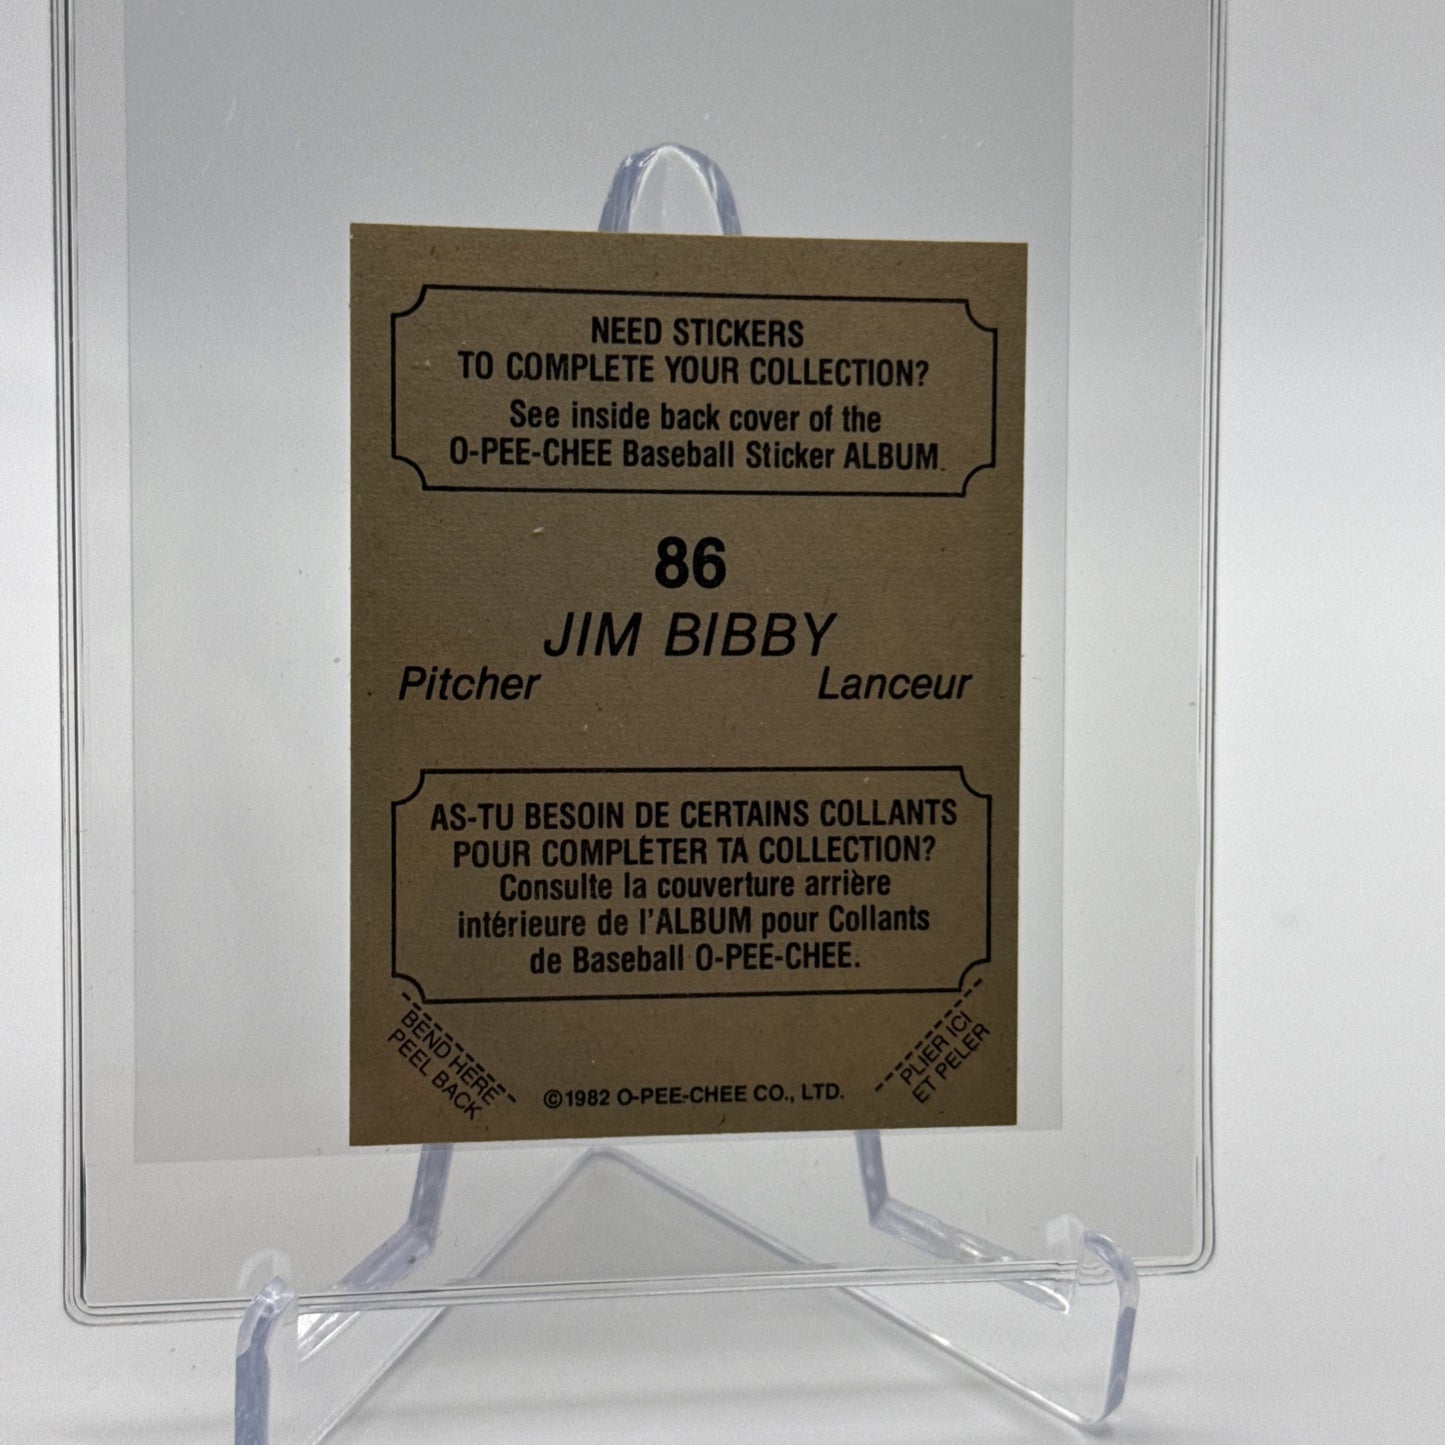 NEED STICKERS
TO COMPLETE YOUR COLLECTION?
See inside back cover of the
O-PEE-CHEE Baseball Sticker ALBUM.
86
JIM BIBBY
Pitcher Lanceur
AS-TU BESOIN DE CERTAINS COLLANTS
POUR COMPLÉTER TA COLLECTION?
Consulte la couverture arrière
intérieure de l'ALBUM pour Collants
de Baseball O-PEE-CHEE.
BEND HERE
PEEL BACK
©1982 O-PEE-CHEE CO., LTD.
PLIER ICI
ET PELER